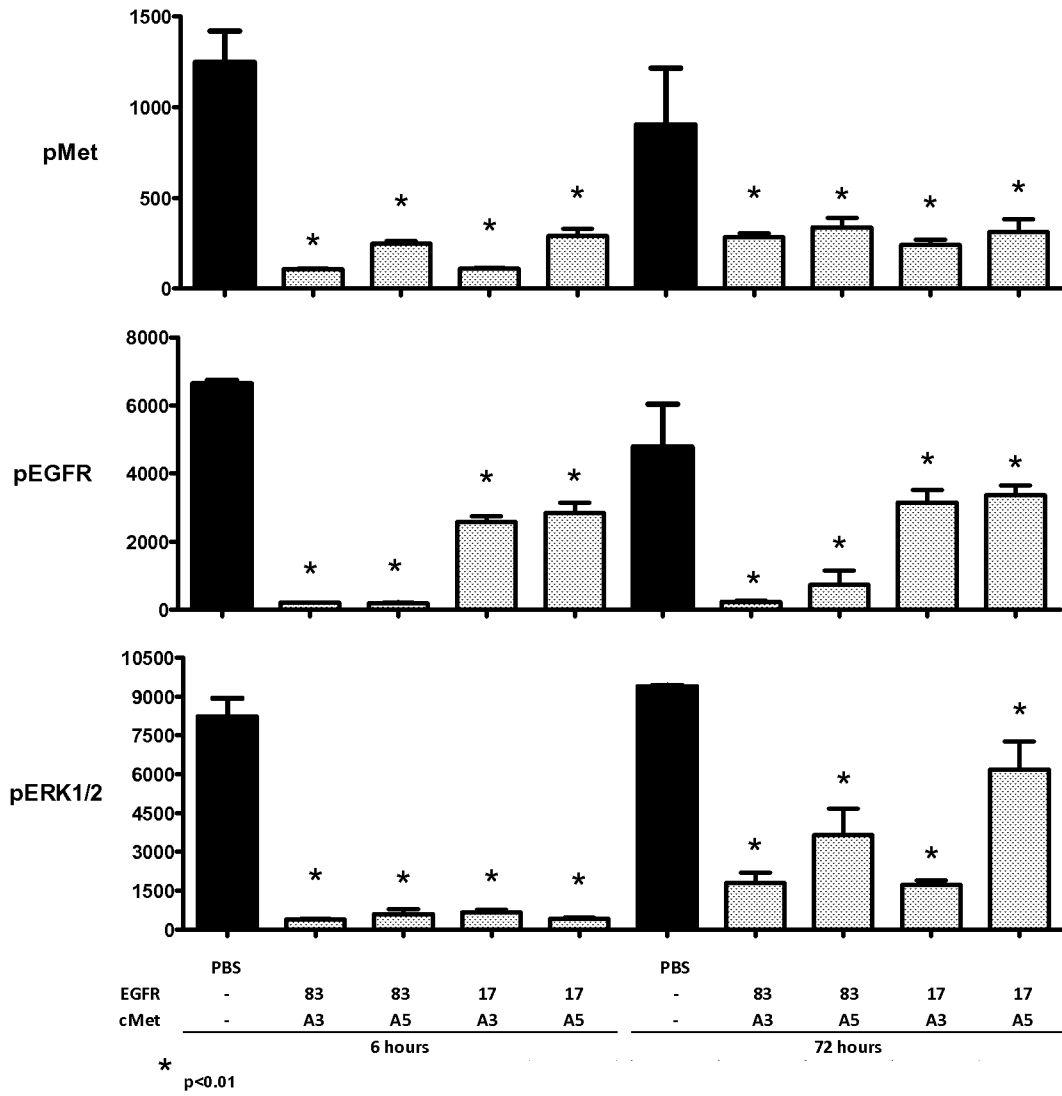 1500
1000
pMet
500
0
* * * * * * * *
8000
6000
pEGFR
4000
2000
0
* * * * * * * *
10500
9000
7500
pERK1/2
6000
4500
3000
1500
0
* * * * * * * *
PBS PBS
EGFR - 83 83 17 17 - 83 83 17 17
cMet - A3 A5 A3 A5 - A3 A5 A3 A5
6 hours 72 hours
* p<0.01